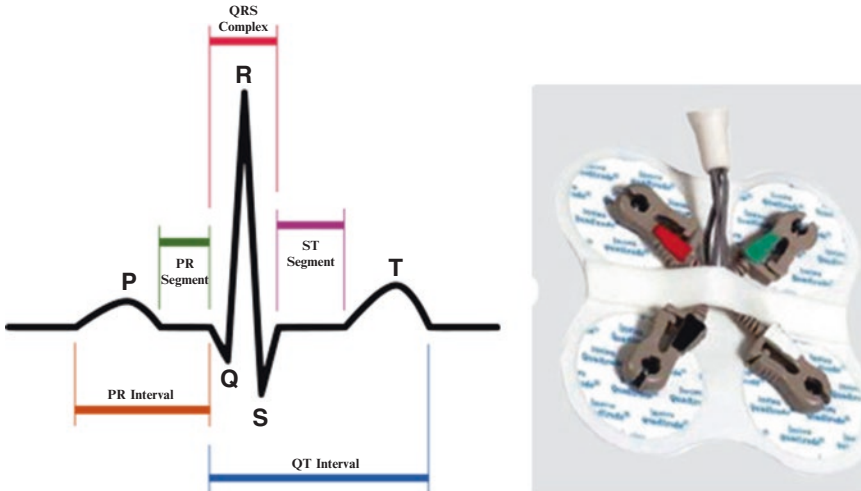 QRS
Complex
R
PR
Segment
ST
Segment
P
T
Q
S
PR Interval
QT Interval